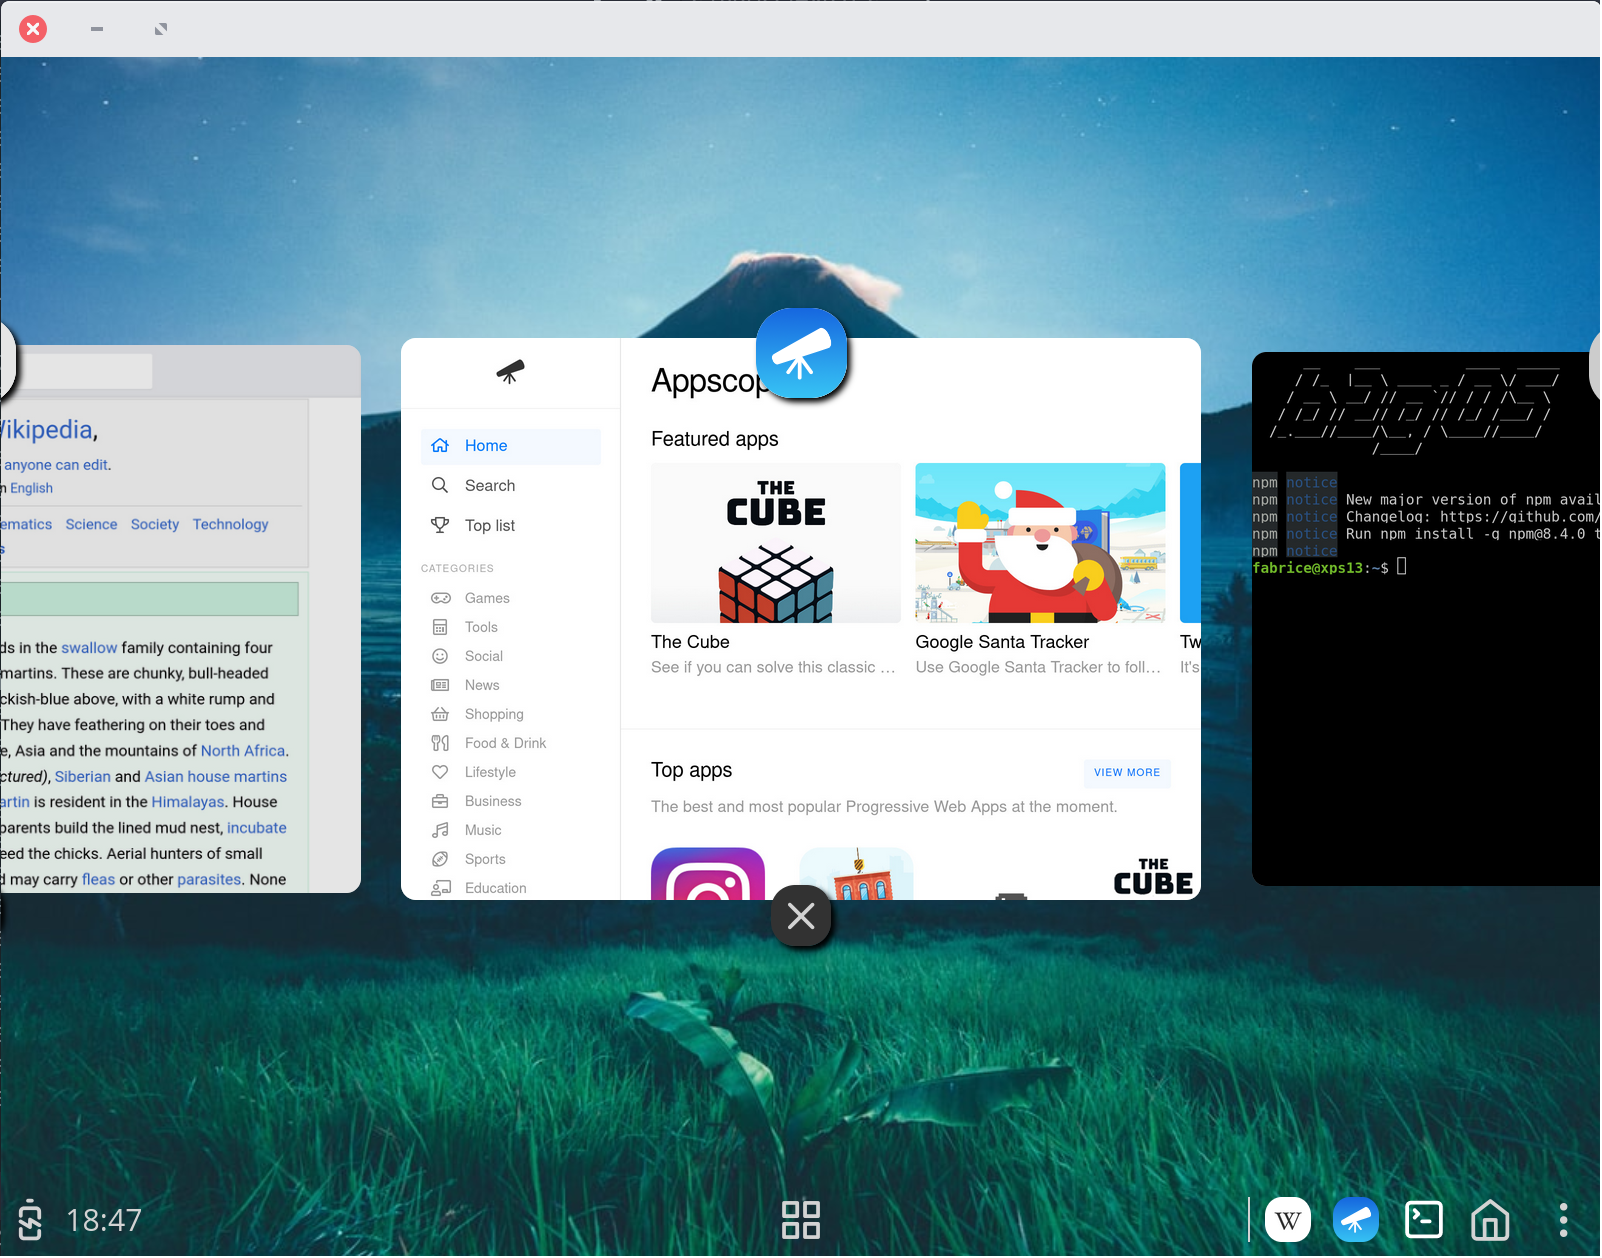 Wikipedia,
anyone can edit.
English
Science Society Technology
ds in the swallow family containing four
martins. These are chunky, bull-headed
ckish-blue above, with a white rump and
They have feathering on their toes and
e, Asia and the mountains of North Africa.
ctured), Siberian and Asian house martins
artin is resident in the Himalayas. House
parents build the lined mud nest, incubate
eed the chicks. Aerial hunters of small
d may carry fleas or other parasites. None
Home
Search
Top list
CATEGORIES
Games
Tools
Social
News
Shopping
Food & Drink
Lifestyle
Business
Music
Sports
Education
Appscop
Featured apps
THE
CUBE
The Cube
See if you can solve this classic ...
Google Santa Tracker
Use Google Santa Tracker to foll...
Tw
It's
Top apps
VIEW MORE
The best and most popular Progressive Web Apps at the moment.
THE
CUBE
npm notice
npm notice New major version of npm avail
npm notice Changelog: https://github.com/
npm notice Run npm install -g npm@8.4.0 t
npm notice
fabrice@xps13:~$
18:47
W